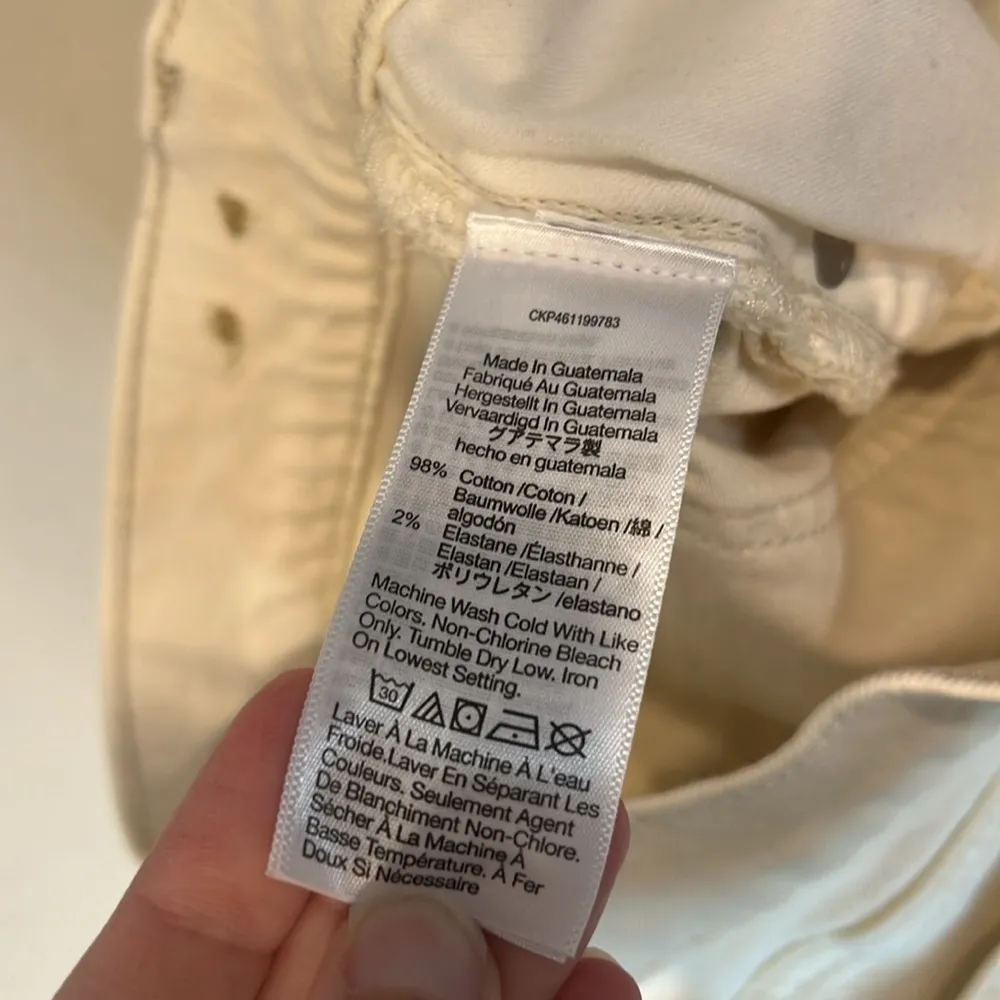 CKP461199783
Made In Guatemala
Fabriqué Au Guatemala
Hergestellt In Guatemala
Vervaardigd In Guatemala
グアテマラ製
hecho en guatemala
98% Cotton /Coton /
Baumwolle /Katoen /綿 /
algodón
2% Elastane /Élasthanne /
Elastan /Elastaan /
ポリウレタン /elastano
Machine Wash Cold With Like
Colors. Non-Chlorine Bleach
Only. Tumble Dry Low. Iron
On Lowest Setting.
30
Laver À La Machine À L'eau
Froide.Laver En Séparant Les
Couleurs. Seulement Agent
De Blanchiment Non-Chlore.
Sécher À La Machine À
Basse Température. À Fer
Doux Si Nécessaire